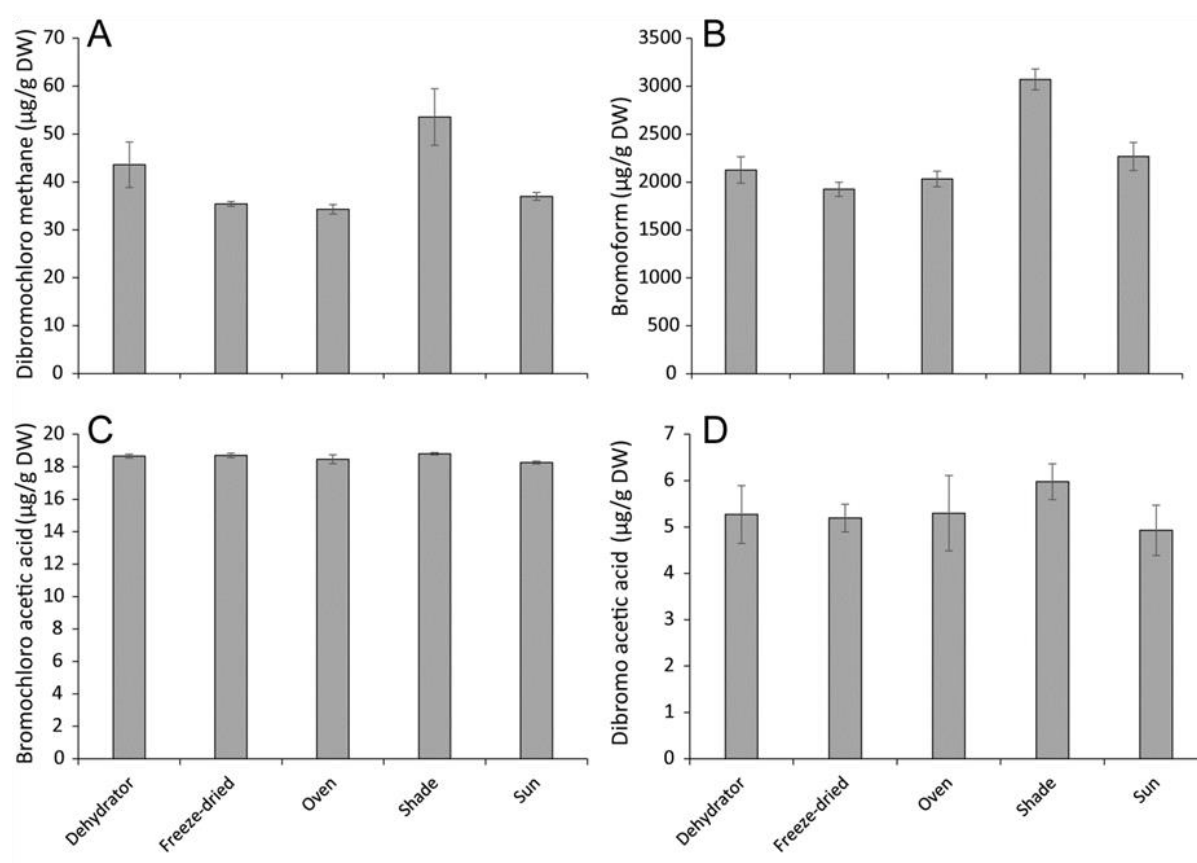 A
Dibromochloro methane (µg/g DW)
70
60
50
40
30
20
10
0
B
Bromoform (µg/g DW)
3500
3000
2500
2000
1500
1000
500
0
C
Bromochloro acetic acid (µg/g DW)
20
18
16
14
12
10
8
6
4
2
0
Dehydrator
Freeze-dried
Oven
Shade
Sun
D
Dibromo acetic acid (µg/g DW)
7
6
5
4
3
2
1
0
Dehydrator
Freeze-dried
Oven
Shade
Sun